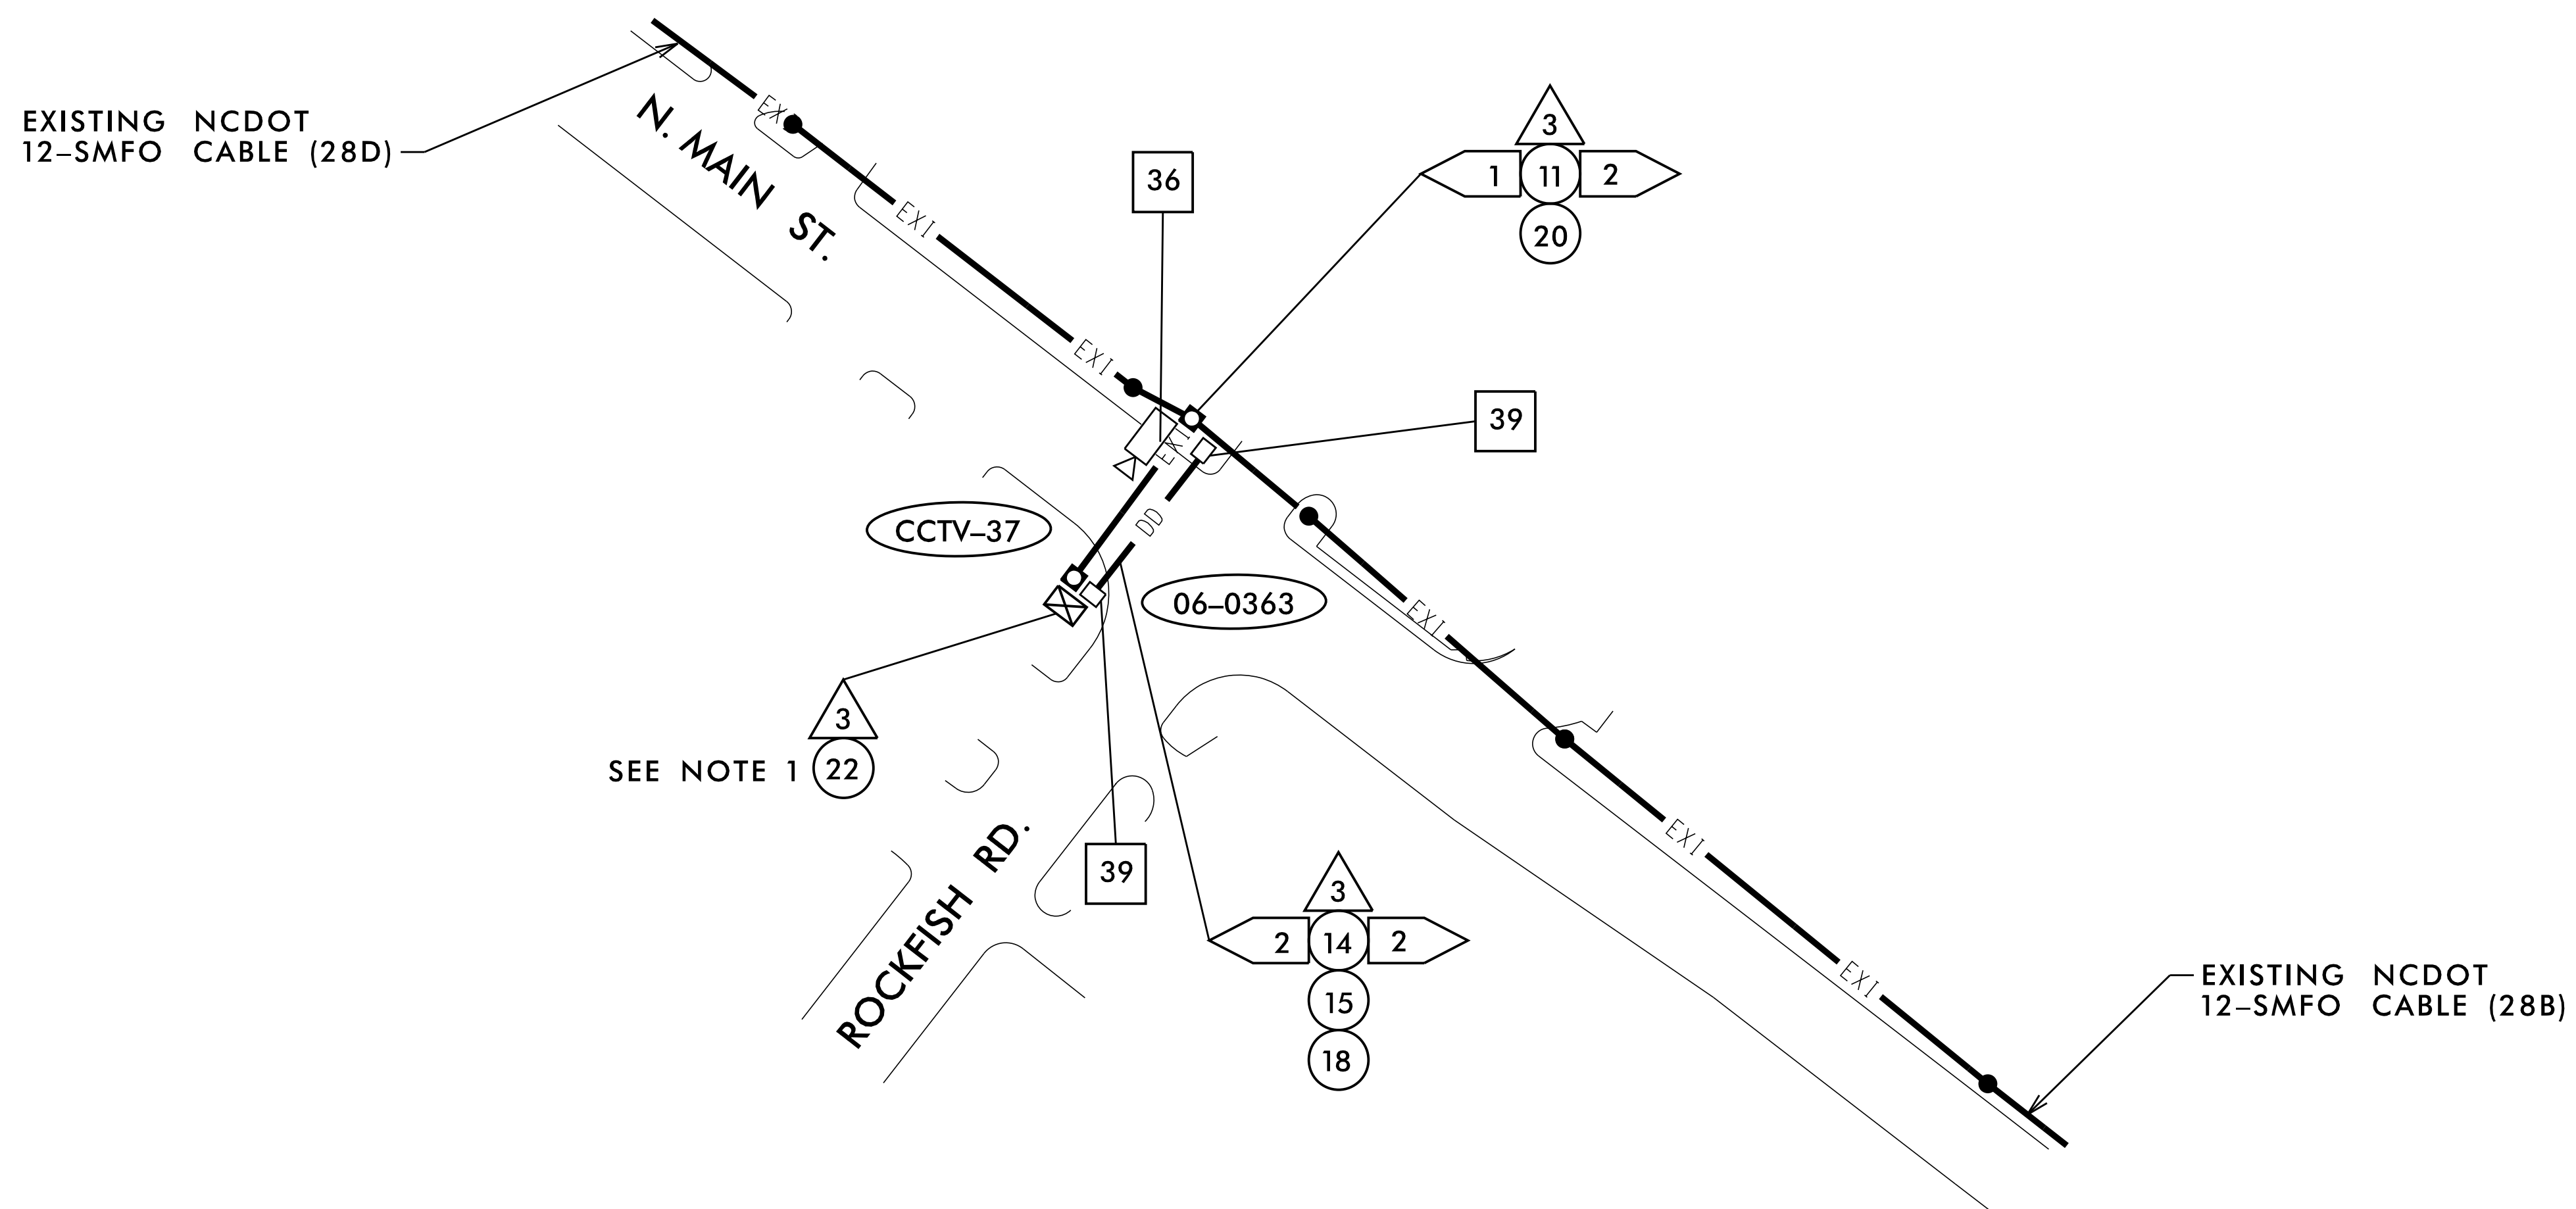 EXISTING NCDOT
12–SMFO CABLE (28D)
EXI
N. MAIN ST.
EXI
36
3
1 11 2
20
EXI
39
EXI
CCTV–37
DD
06–0363
EXI
3
SEE NOTE 1 22
EXI
ROCKFISH RD.
39
3
2 14 2
15
18
EXI
EXISTING NCDOT
12–SMFO CABLE (28B)